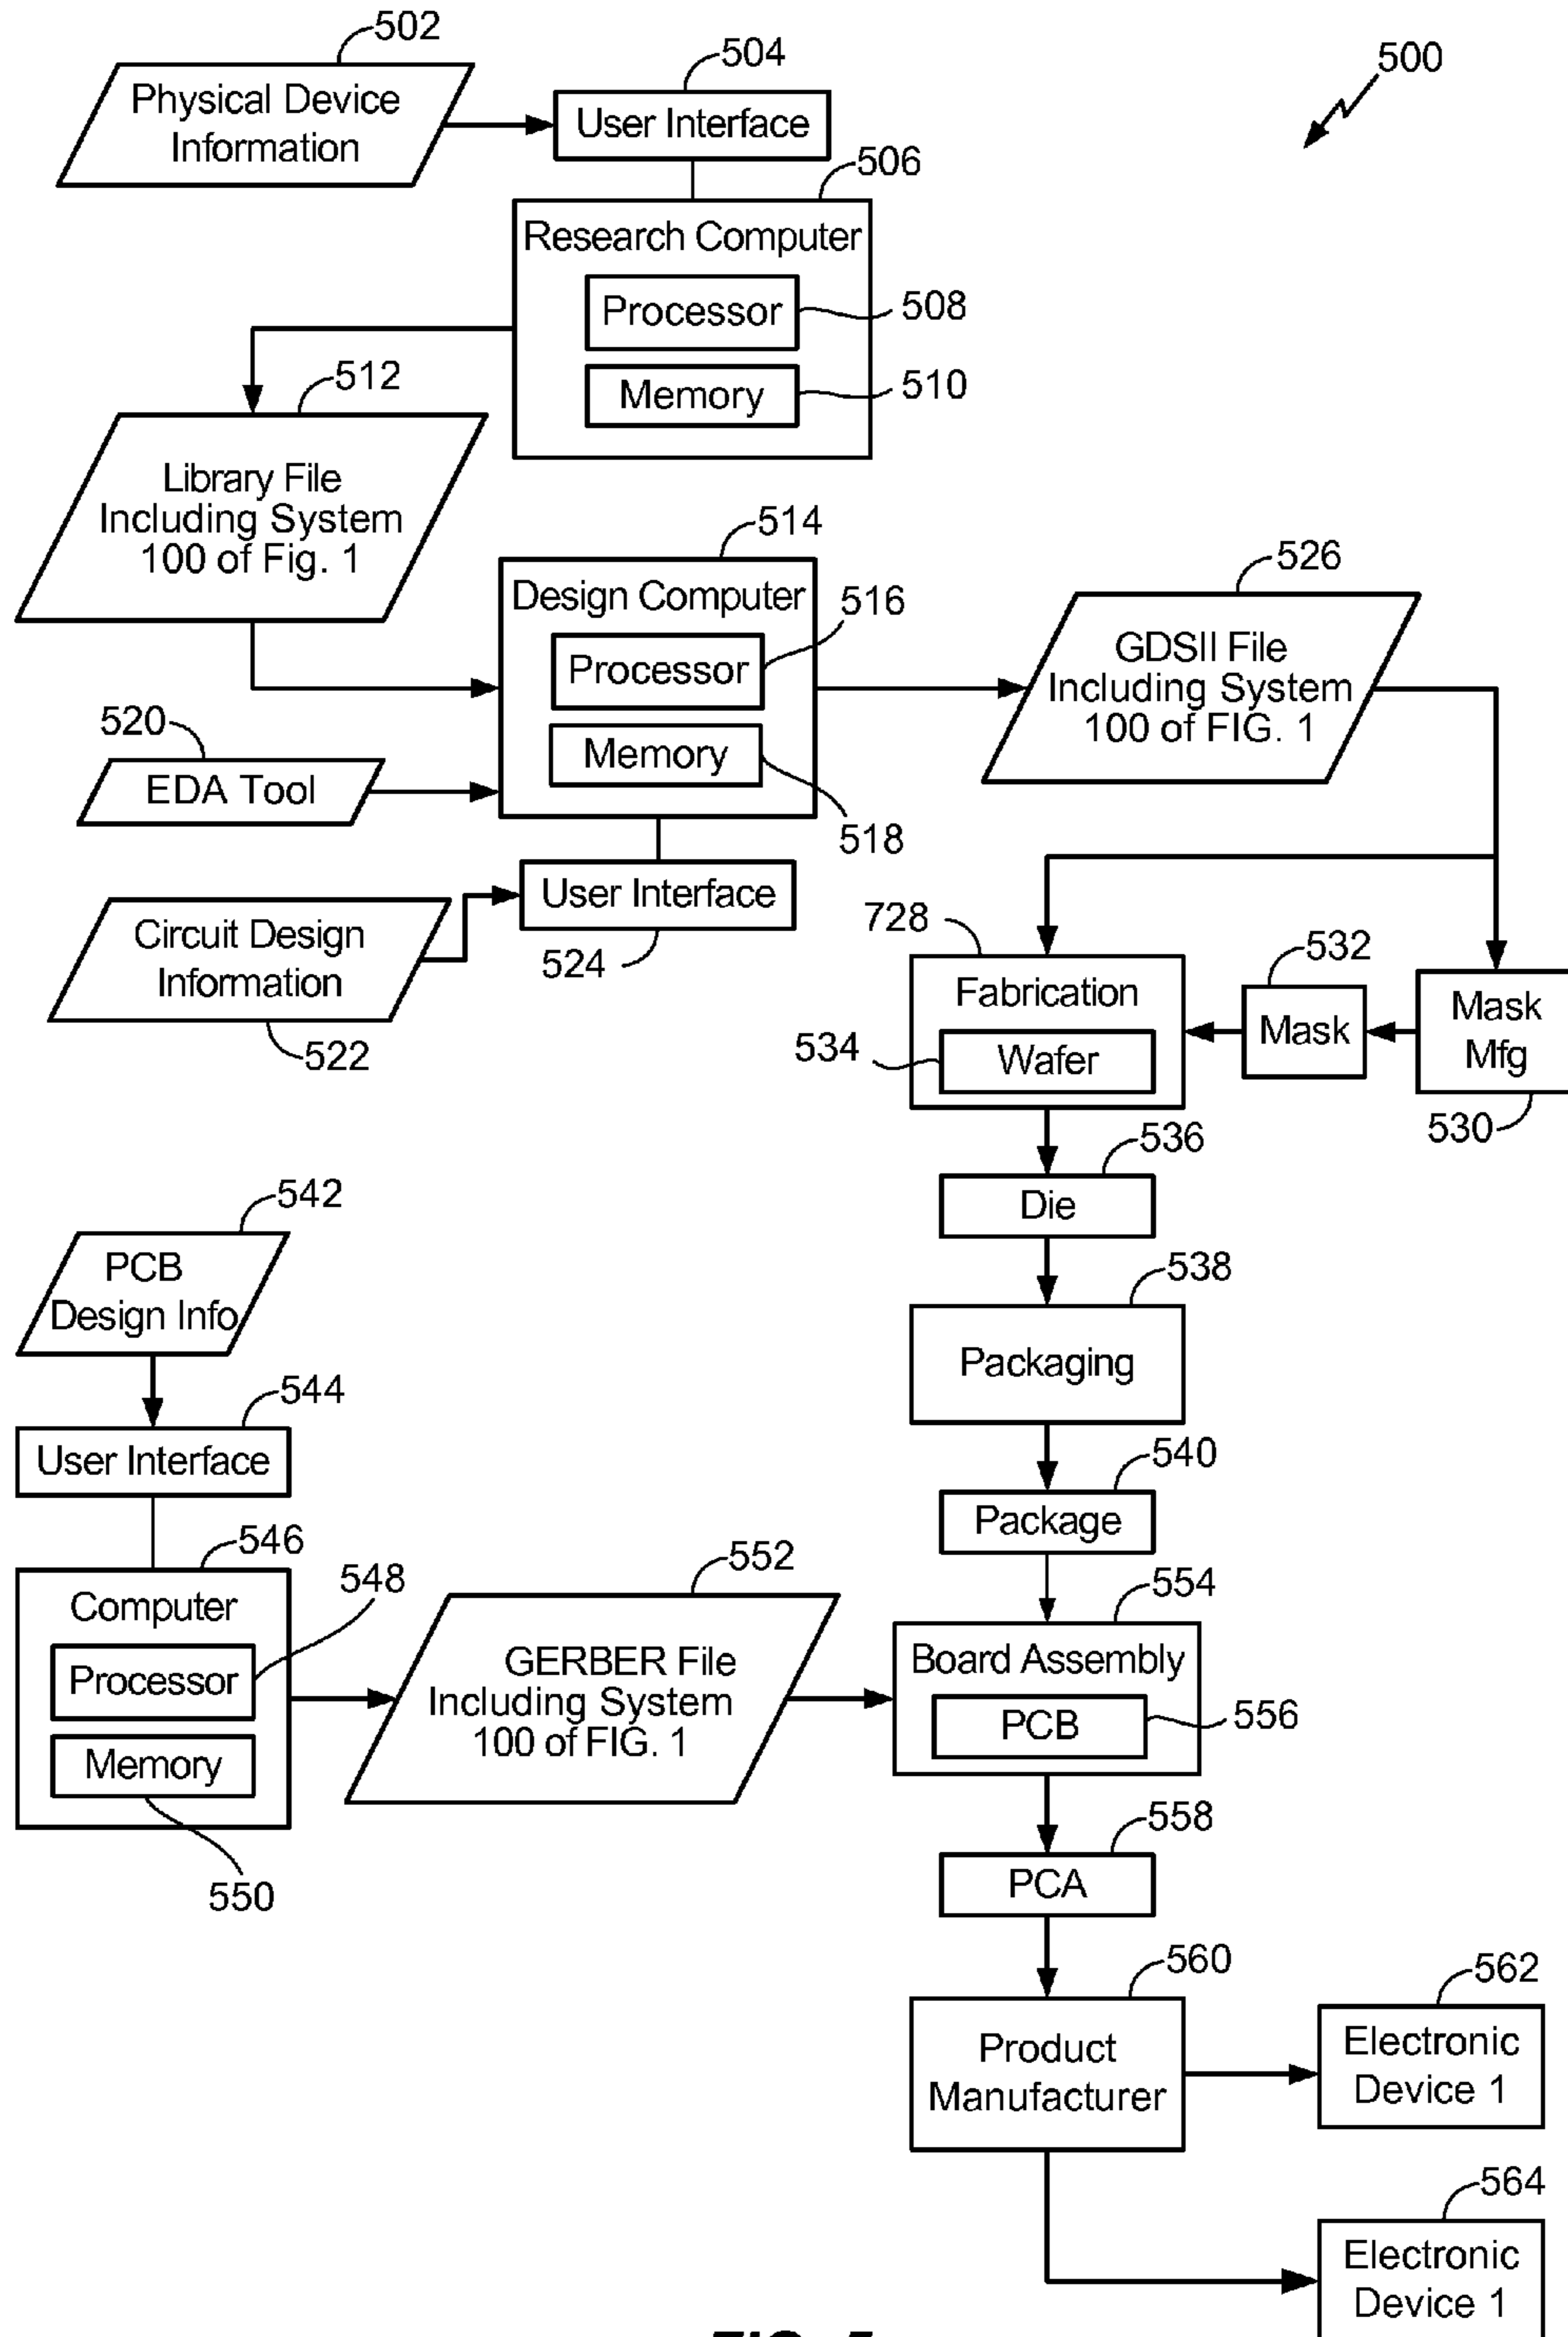 502
Physical Device
Information
504
User Interface
500
506
Research Computer
Processor
508
Memory
510
512
Library File
Including System
100 of Fig. 1
514
Design Computer
516
Processor
Memory
518
526
GDSII File
Including System
100 of FIG. 1
520
EDA Tool
User Interface
524
Circuit Design
Information
522
728
Fabrication
534
Wafer
532
Mask
Mask
Mfg
530
536
Die
538
Packaging
540
Package
542
PCB
Design Info
544
User Interface
546
Computer
548
Processor
Memory
550
552
GERBER File
Including System
100 of FIG. 1
554
Board Assembly
PCB
556
558
PCA
560
Product
Manufacturer
562
Electronic
Device 1
564
Electronic
Device 1